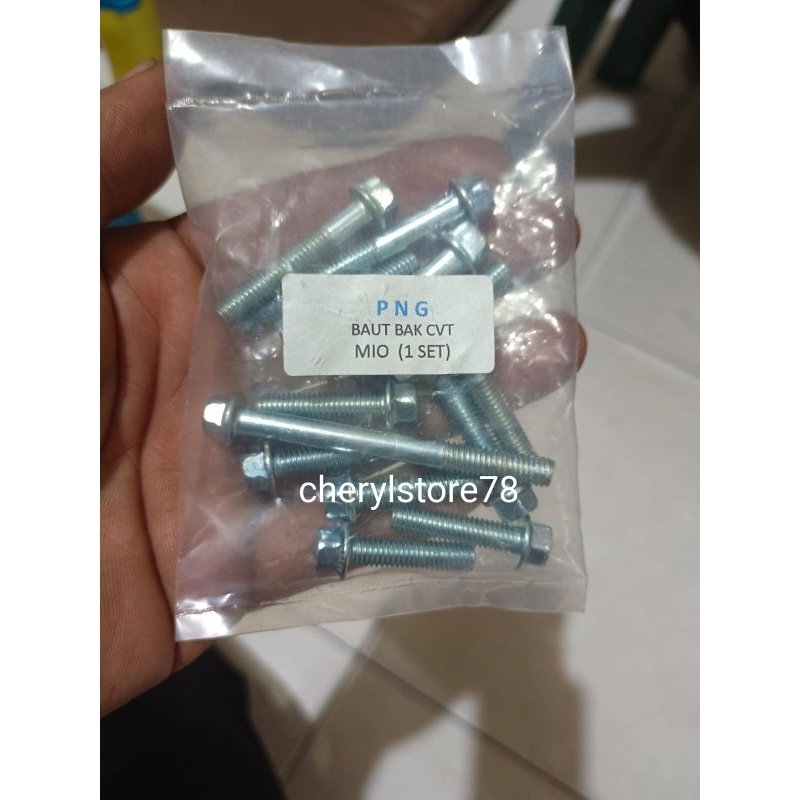 PNG
BAUT BAK CVT
MIO (1 SET)
cherylstore78